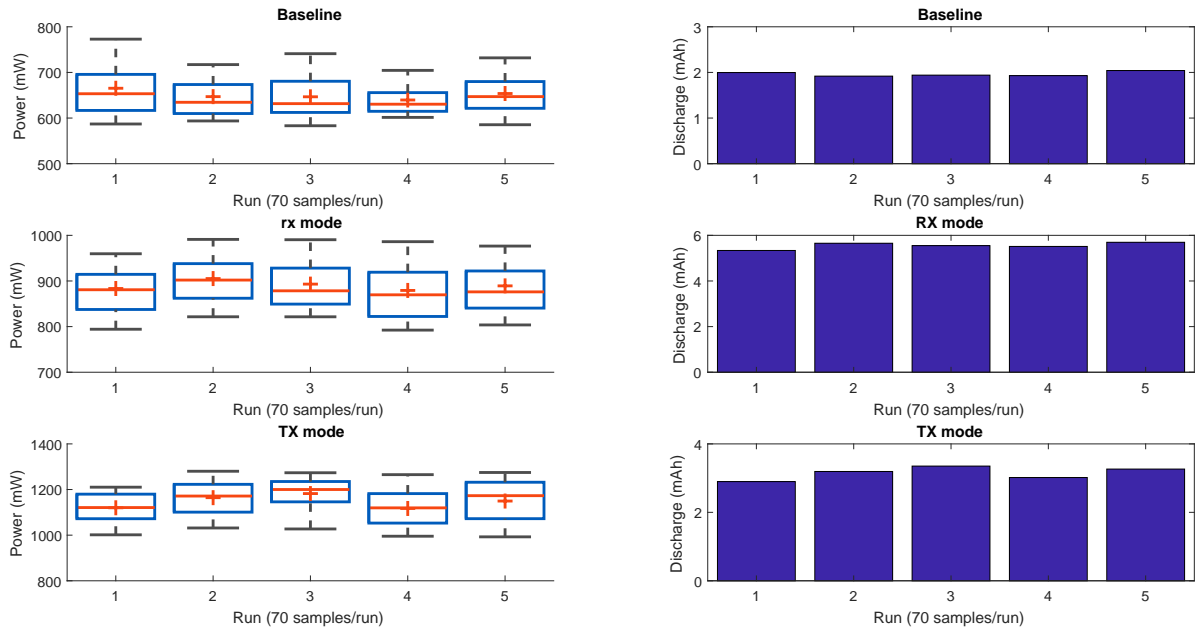 Baseline
800
700
600
500
Power (mW)
1 2 3 4 5
Run (70 samples/run)
Baseline
3
2
1
0
Discharge (mAh)
1 2 3 4 5
Run (70 samples/run)
rx mode
1000
900
800
700
Power (mW)
1 2 3 4 5
Run (70 samples/run)
RX mode
6
4
2
0
Discharge (mAh)
1 2 3 4 5
Run (70 samples/run)
TX mode
1400
1200
1000
800
Power (mW)
1 2 3 4 5
Run (70 samples/run)
TX mode
4
2
0
Discharge (mAh)
1 2 3 4 5
Run (70 samples/run)